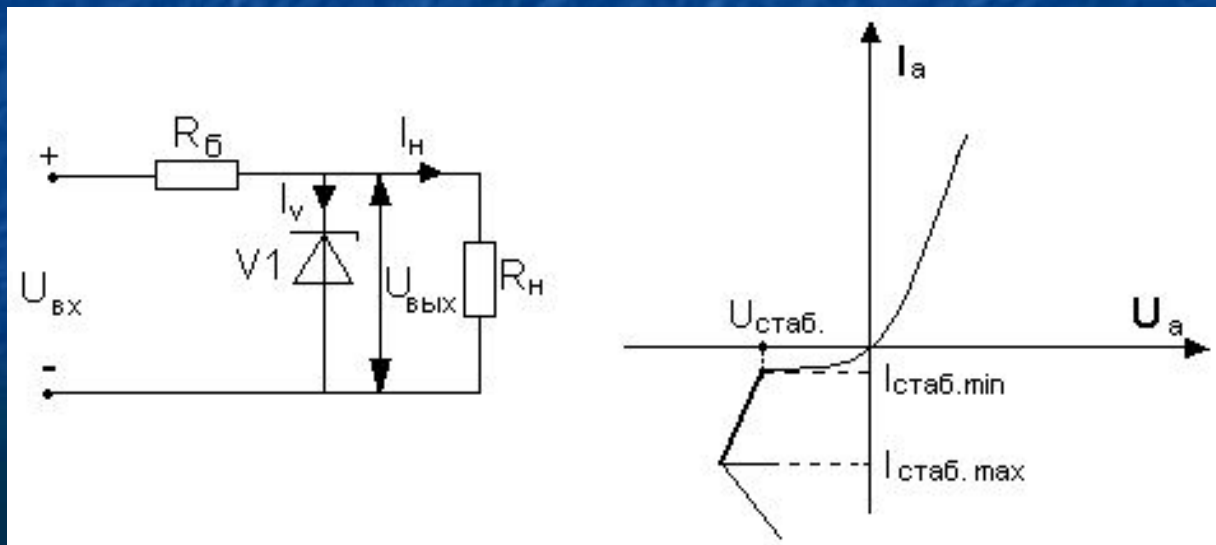 +
Rб
Iн
Iv
V1
Uвх
Uвых
Rн
-
Ia
Uстаб.
Ua
Iстаб.min
Iстаб.max